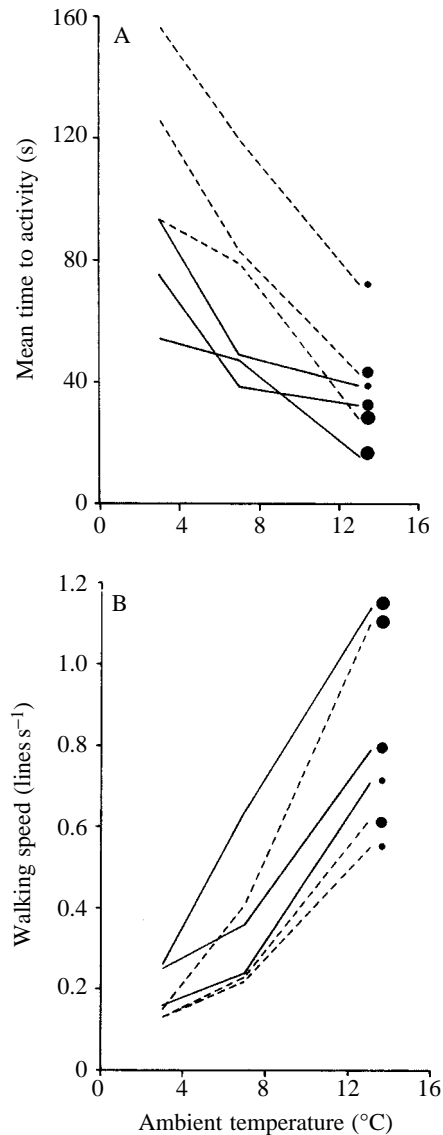 A
160
120
80
40
0
Mean time to activity (s)
0 4 8 12 16
B
1.2
1.0
0.8
0.6
0.4
0.2
0
Walking speed (lines s⁻¹)
0 4 8 12 16
Ambient temperature (°C)